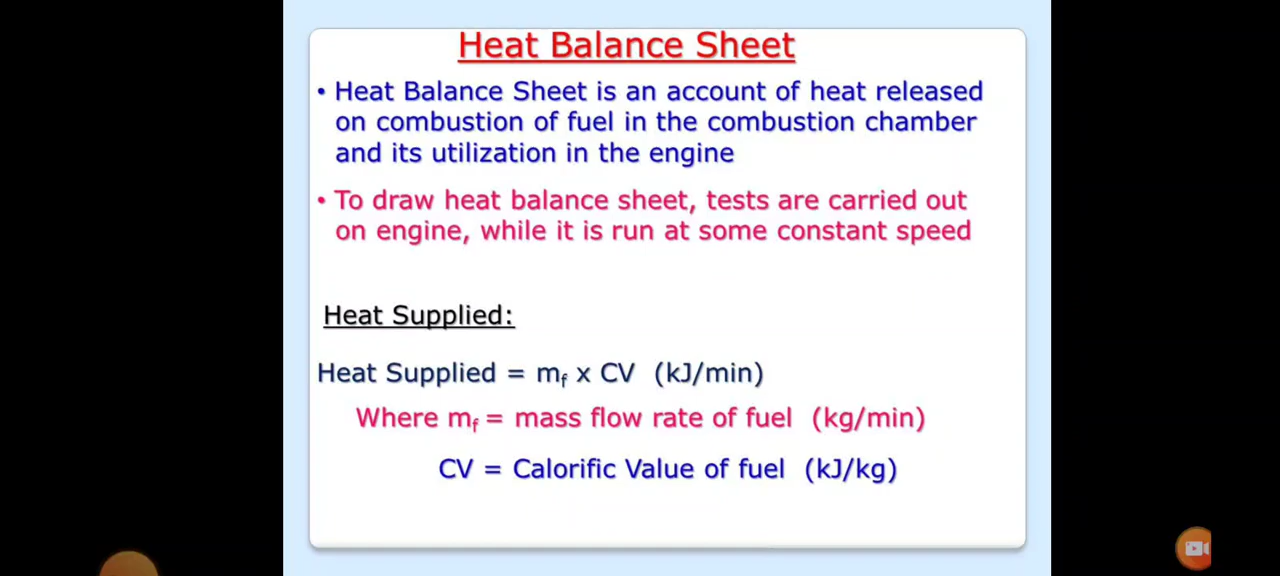 Heat Balance Sheet
• Heat Balance Sheet is an account of heat released
on combustion of fuel in the combustion chamber
and its utilization in the engine
• To draw heat balance sheet, tests are carried out
on engine, while it is run at some constant speed
Heat Supplied:
Heat Supplied = mf x CV (kJ/min)
Where mf = mass flow rate of fuel (kg/min)
CV = Calorific Value of fuel (kJ/kg)